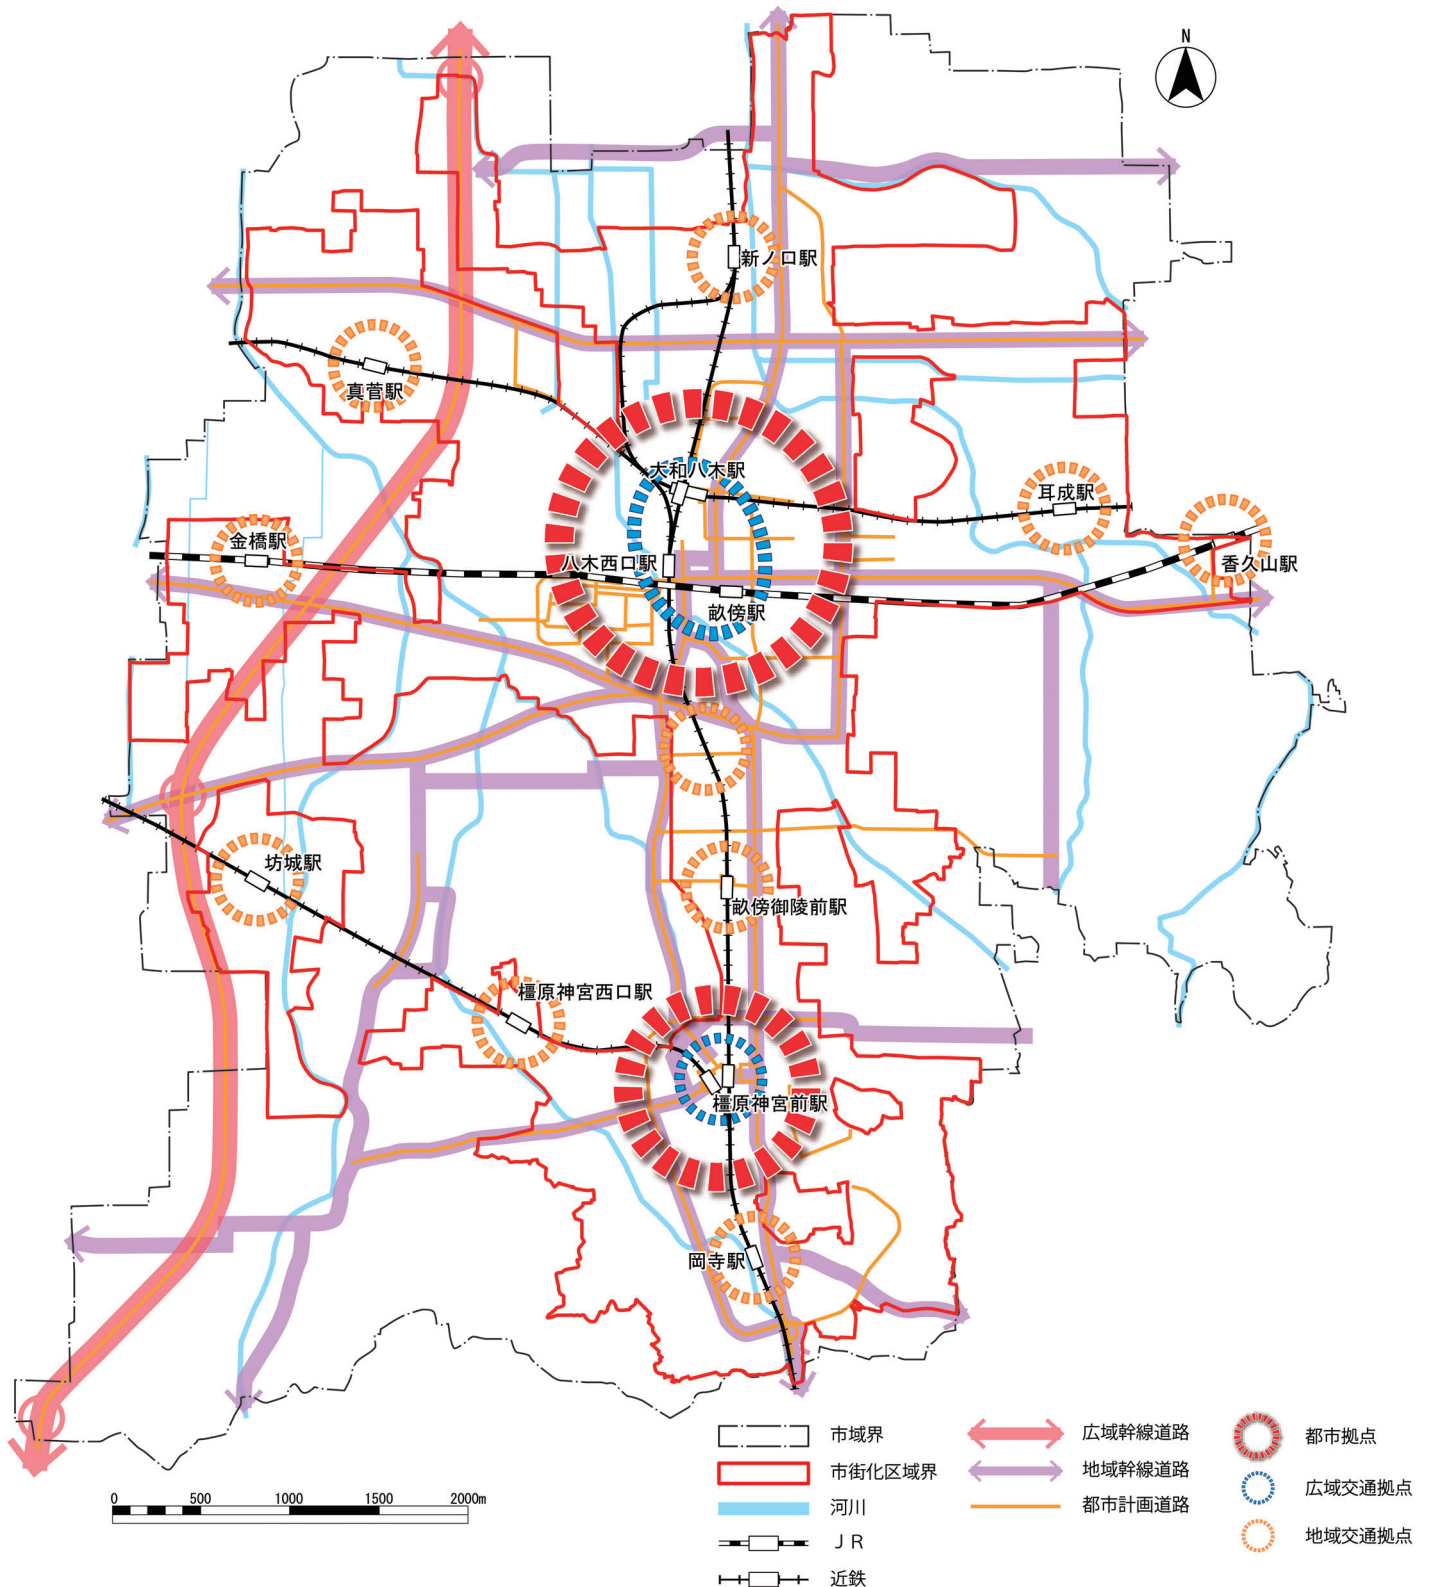 N
新ノ口駅
真菅駅
大和八木駅
耳成駅
金橋駅
八木西口駅
香久山駅
畝傍駅
坊城駅
畝傍御陵前駅
橿原神宮西口駅
橿原神宮前駅
岡寺駅
0 500 1000 1500 2000m
市域界
市街化区域界
河川
ＪＲ
近鉄
広域幹線道路
地域幹線道路
都市計画道路
都市拠点
広域交通拠点
地域交通拠点